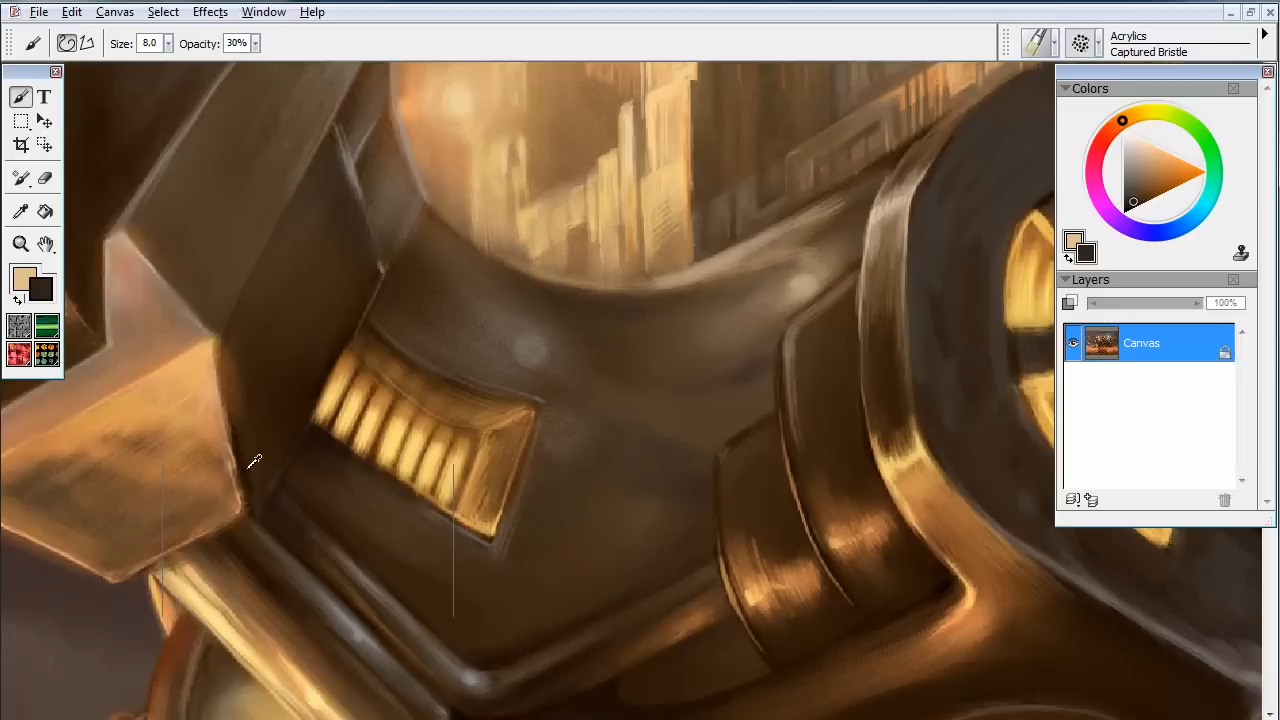 File Edit Canvas Select Effects Window Help
Size: 8,0 Opacity: 30%
Acrylics
Captured Bristle
T
Colors
Layers
100%
Canvas